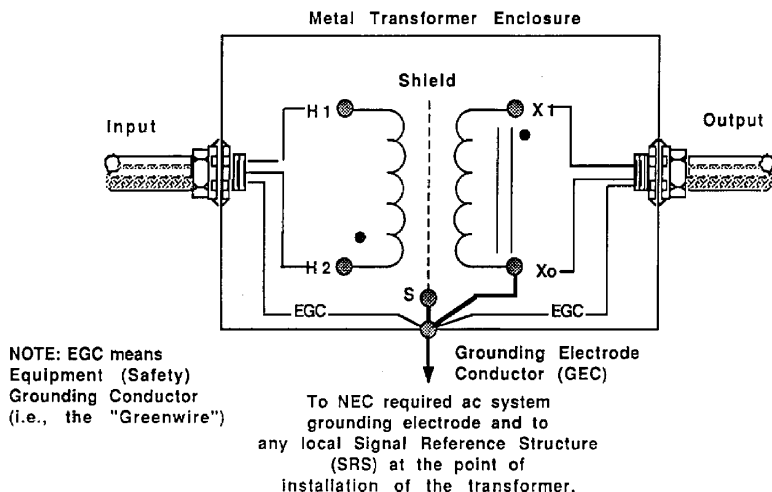 Metal Transformer Enclosure
Shield
Input
H1
X1
Output
H2
Xo
S
EGC
EGC
NOTE: EGC means
Equipment (Safety)
Grounding Conductor
(i.e., the "Greenwire")
Grounding Electrode
Conductor (GEC)
To NEC required ac system
grounding electrode and to
any local Signal Reference Structure
(SRS) at the point of
installation of the transformer.